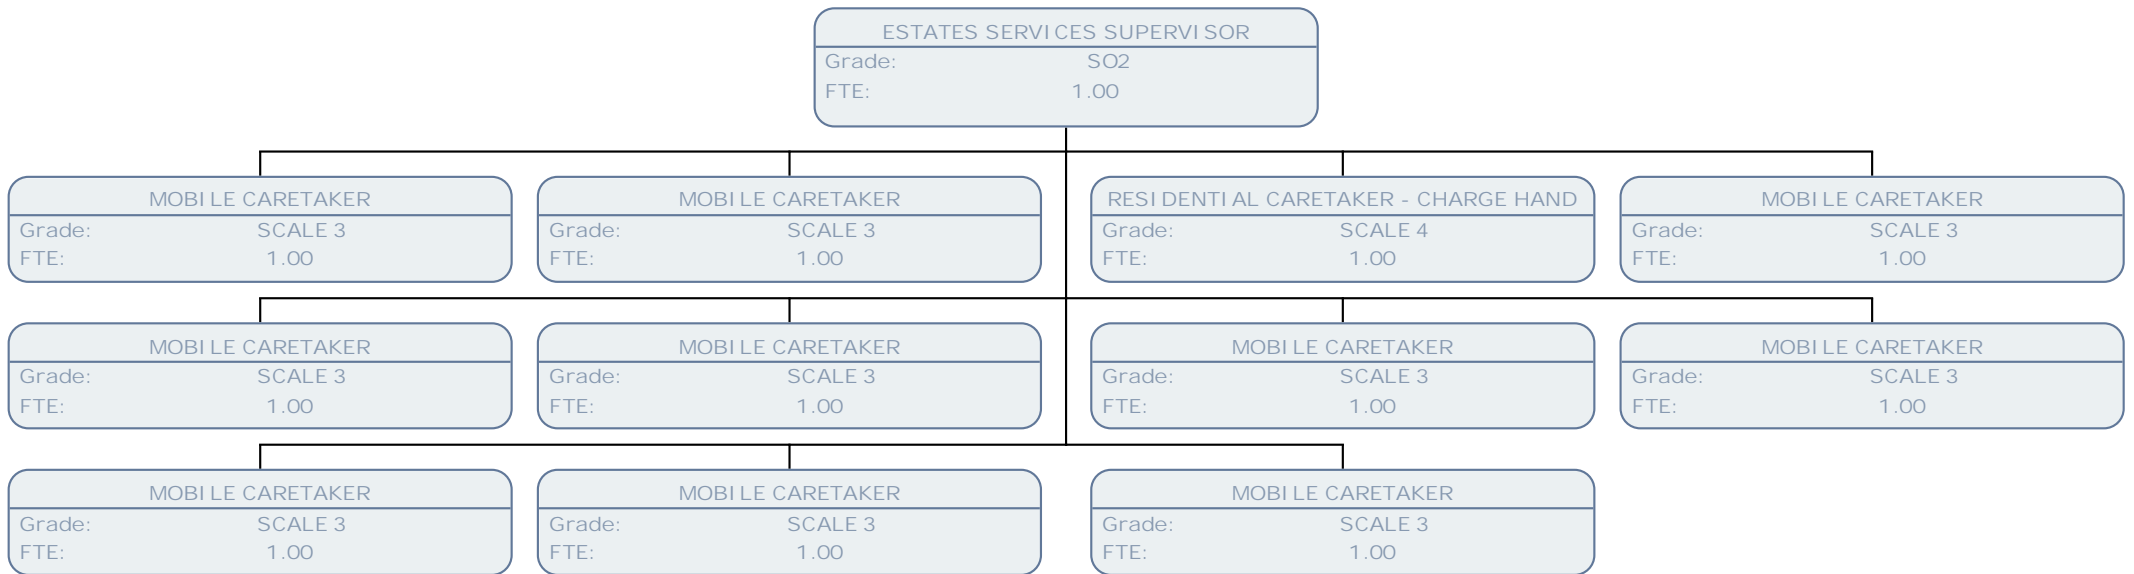 ESTATES SERVICES SUPERVISOR
Grade: SO2
FTE: 1.00
MOBILE CARETAKER
Grade: SCALE 3
FTE: 1.00
MOBILE CARETAKER
Grade: SCALE 3
FTE: 1.00
RESIDENTIAL CARETAKER - CHARGE HAND
Grade: SCALE 4
FTE: 1.00
MOBILE CARETAKER
Grade: SCALE 3
FTE: 1.00
MOBILE CARETAKER
Grade: SCALE 3
FTE: 1.00
MOBILE CARETAKER
Grade: SCALE 3
FTE: 1.00
MOBILE CARETAKER
Grade: SCALE 3
FTE: 1.00
MOBILE CARETAKER
Grade: SCALE 3
FTE: 1.00
MOBILE CARETAKER
Grade: SCALE 3
FTE: 1.00
MOBILE CARETAKER
Grade: SCALE 3
FTE: 1.00
MOBILE CARETAKER
Grade: SCALE 3
FTE: 1.00